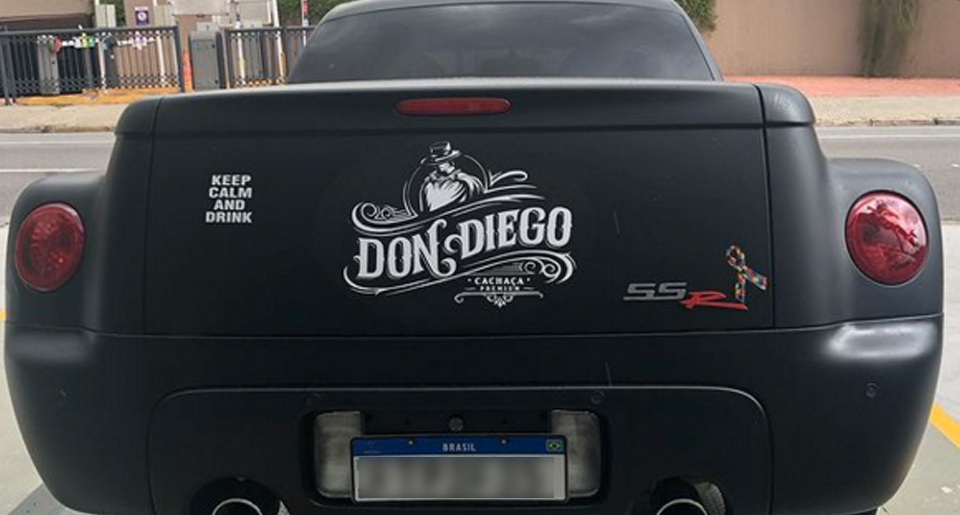 KEEP
CALM
AND
DRINK
DON DIEGO
CACHAÇA
PREMIUM
SSR
BRASIL